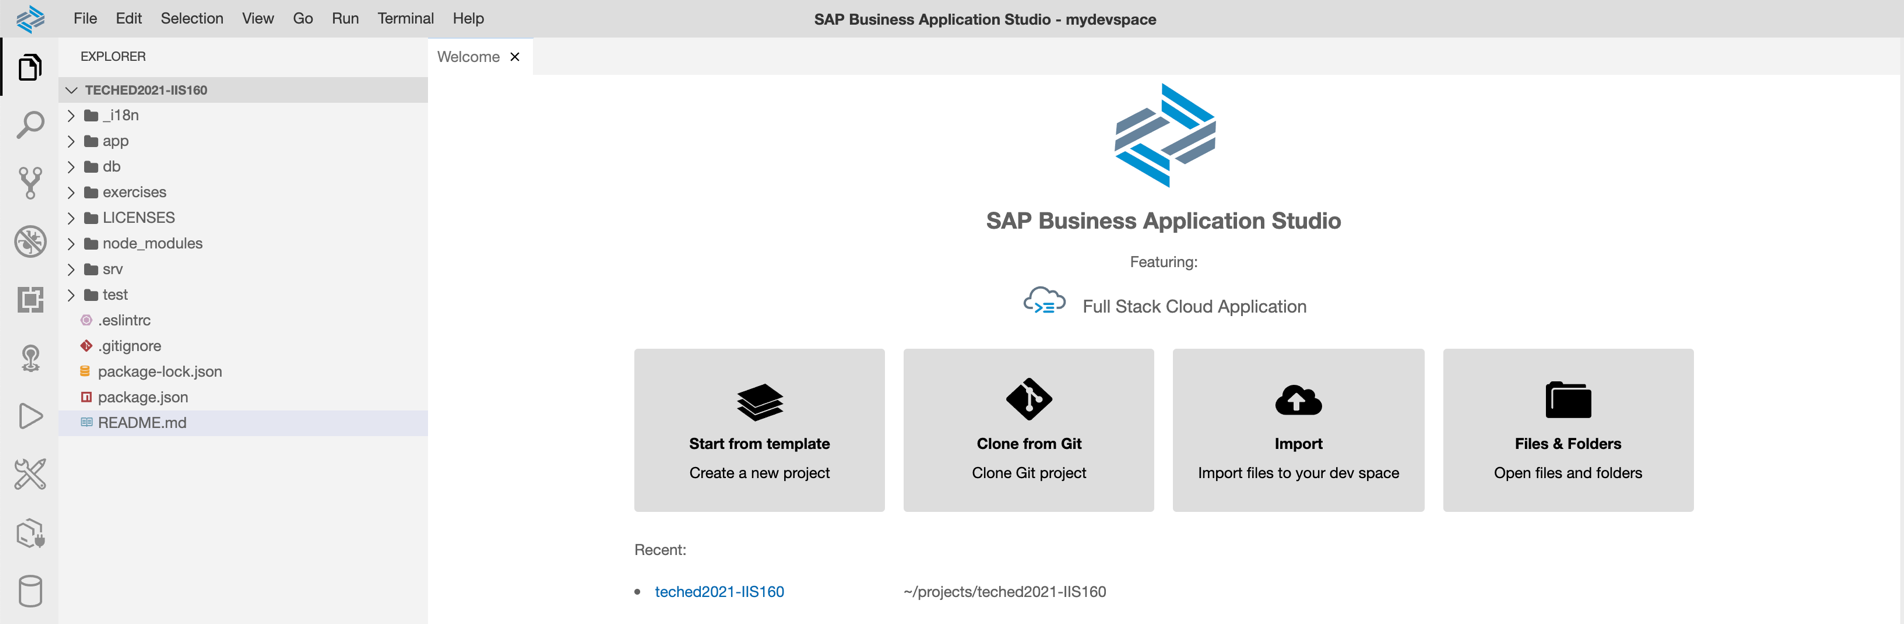 File Edit Selection View Go Run Terminal Help
SAP Business Application Studio - mydevspace
EXPLORER
TECHED2021-IIS160
_i18n
app
db
exercises
LICENSES
node_modules
srv
test
.eslintrc
.gitignore
package-lock.json
package.json
README.md
Welcome
SAP Business Application Studio
Featuring:
Full Stack Cloud Application
Start from template
Create a new project
Clone from Git
Clone Git project
Import
Import files to your dev space
Files & Folders
Open files and folders
Recent:
teched2021-IIS160 ~/projects/teched2021-IIS160